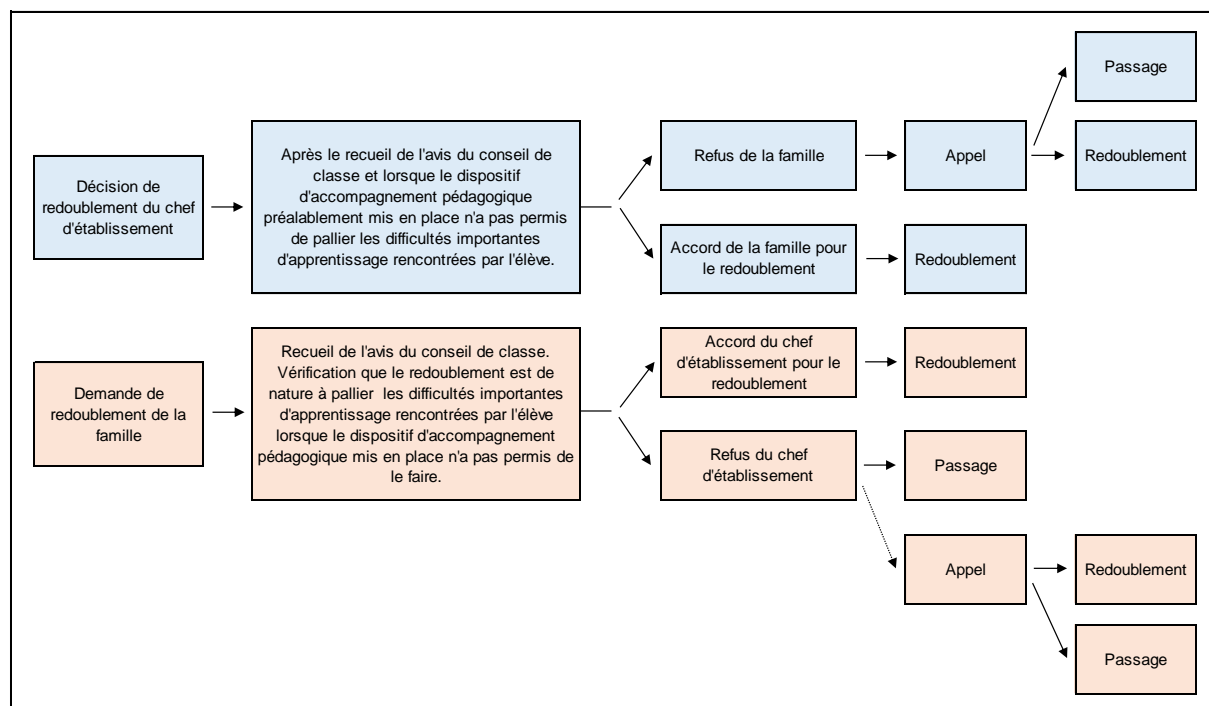 Décision de
redoublement du chef
d'établissement
Après le recueil de l'avis du conseil de
classe et lorsque le dispositif
d'accompagnement pédagogique
préalablement mis en place n'a pas permis
de pallier les difficultés importantes
d'apprentissage rencontrées par l'élève.
Refus de la famille
Appel
Passage
Redoublement
Accord de la famille pour
le redoublement
Redoublement
Demande de
redoublement de la
famille
Recueil de l'avis du conseil de classe.
Vérification que le redoublement est de
nature à pallier les difficultés importantes
d'apprentissage rencontrées par l'élève
lorsque le dispositif d'accompagnement
pédagogique mis en place n'a pas permis de
le faire.
Accord du chef
d'établissement pour le
redoublement
Redoublement
Refus du chef
d'établissement
Passage
Appel
Redoublement
Passage